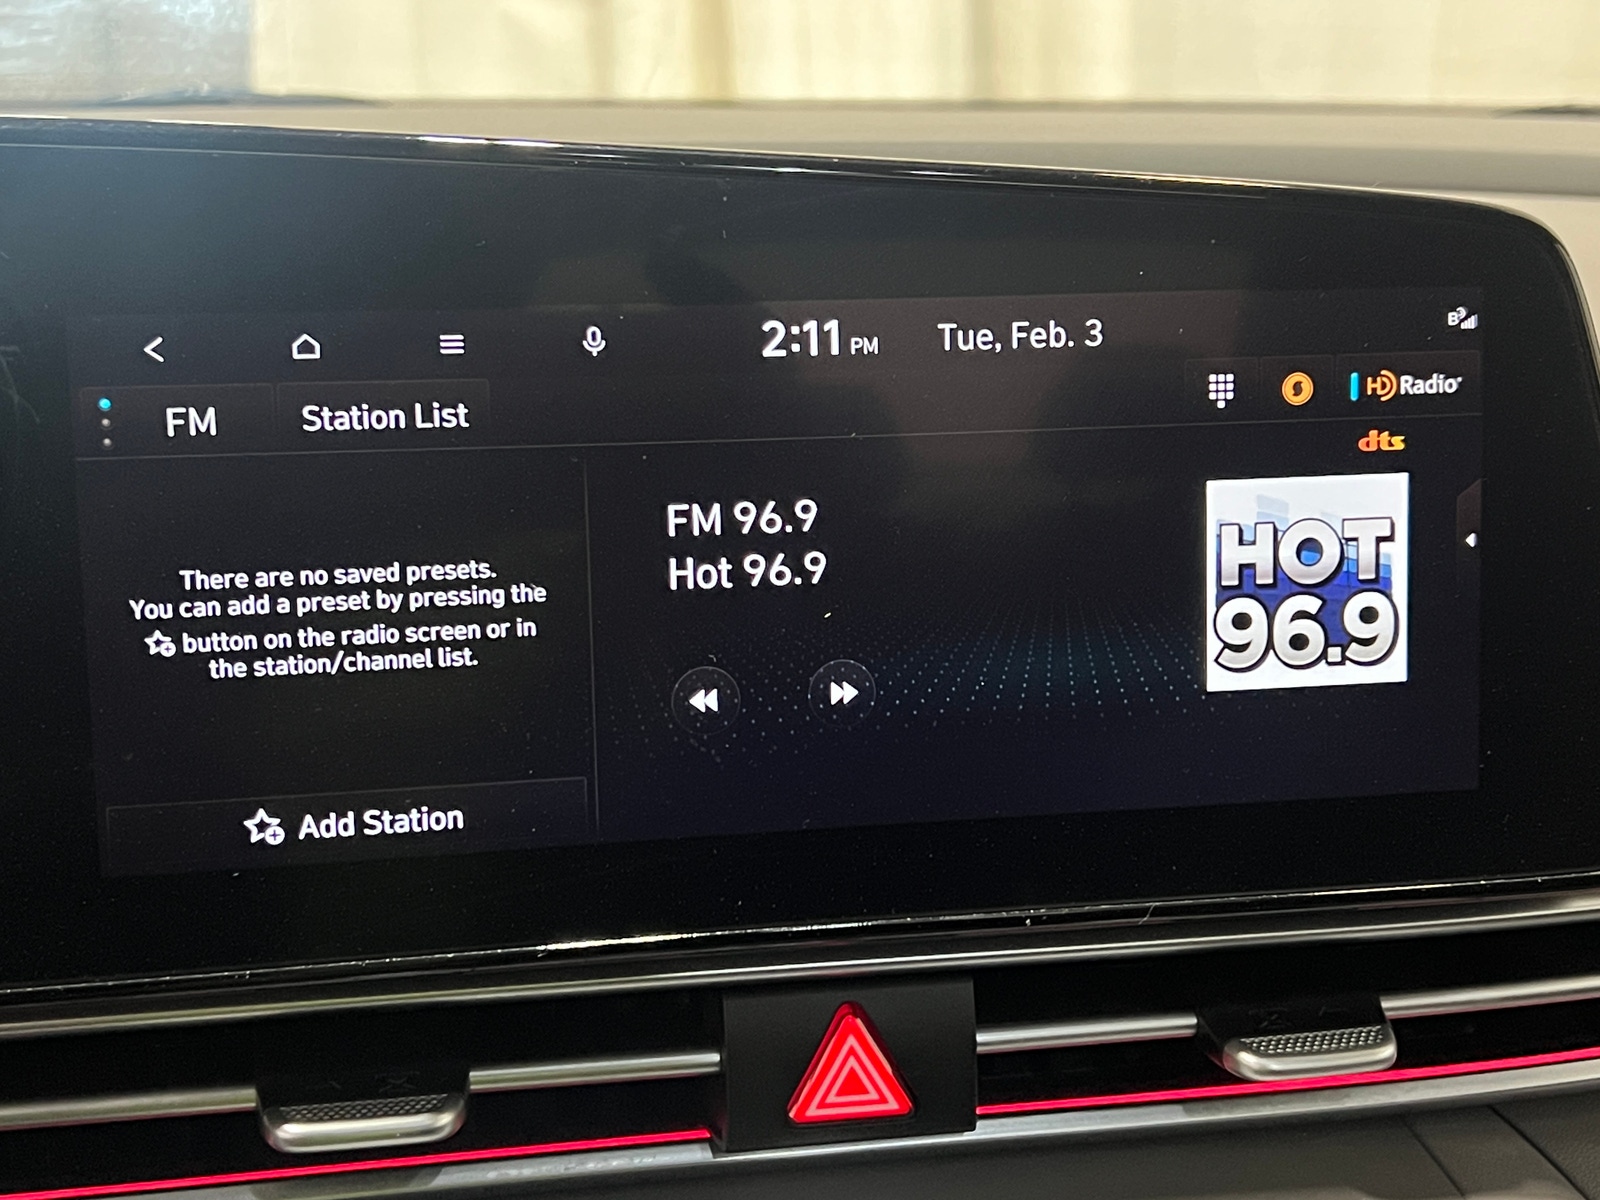 2:11 PM Tue, Feb. 3
FM Station List
HD Radio
dts
FM 96.9
Hot 96.9
HOT
96.9
There are no saved presets.
You can add a preset by pressing the
button on the radio screen or in
the station/channel list.
Add Station